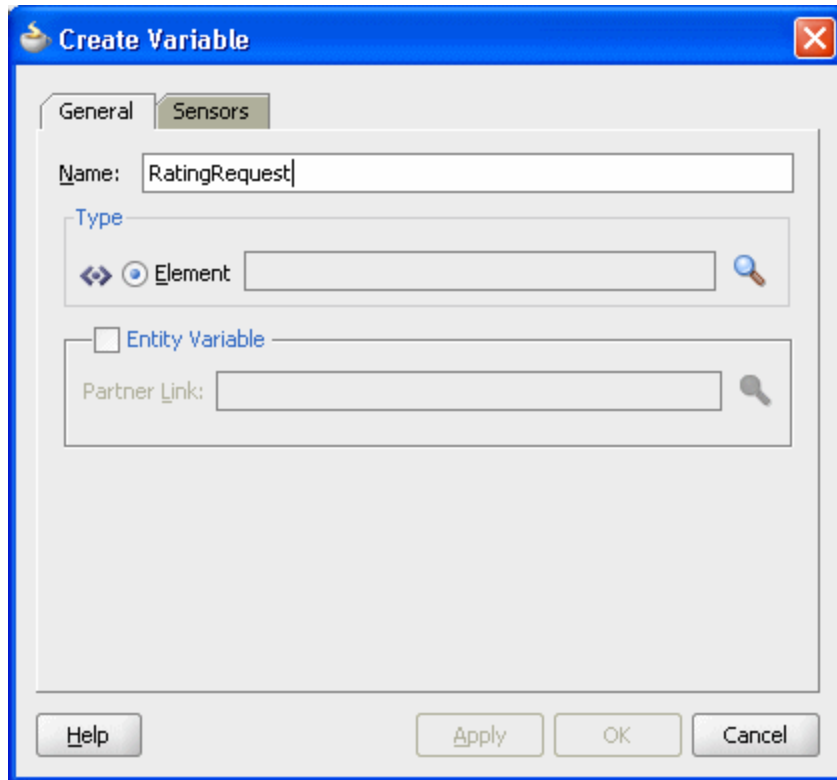 Create Variable
General Sensors
Name: RatingRequest
Type
Element
Entity Variable
Partner Link:
Help Apply OK Cancel